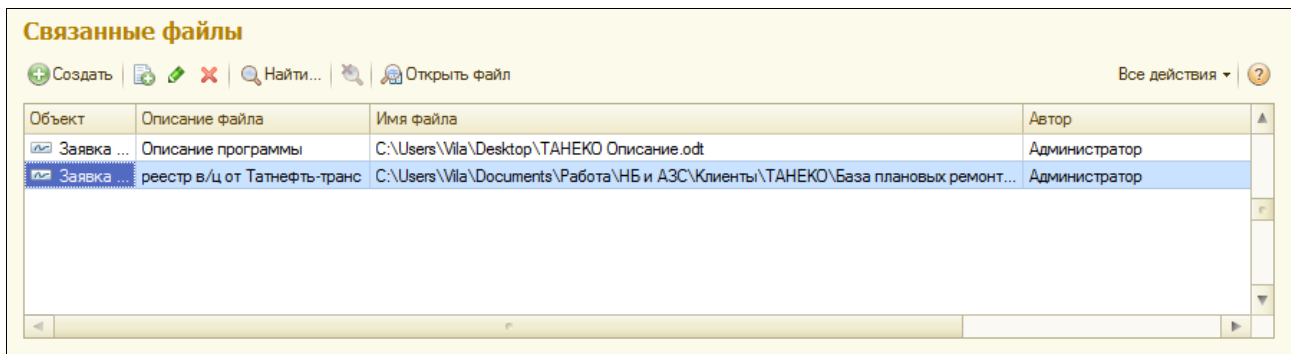 Связанные файлы
Создать Найти... Открыть файл Все действия ?
Объект Описание файла Имя файла Автор
Заявка ... Описание программы C:\Users\Vila\Desktop\ТАНЕКО Описание.odt Администратор
Заявка ... реестр в/ц от Татнефть-транс C:\Users\Vila\Documents\Работа\НБ и АЗС\Клиенты\ТАНЕКО\База плановых ремонт... Администратор